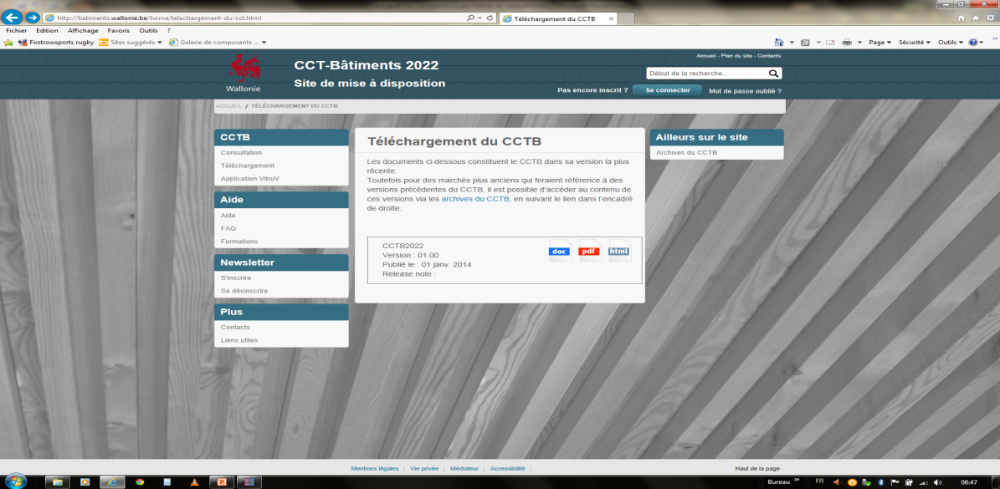 http://batiments.wallonie.be/home/telechargement-du-cct.html
Téléchargement du CCTB
Fichier Edition Affichage Favoris Outils ?
Firstrowsports rugby Sites suggérés Galerie de composants ...
Page Sécurité Outils
Accueil - Plan du site - Contacts
CCT-Bâtiments 2022
Début de la recherche...
Wallonie
Site de mise à disposition
Pas encore inscrit ? Se connecter Mot de passe oublié ?
ACCUEIL / TÉLÉCHARGEMENT DU CCTB
CCTB
Consultation
Téléchargement
Application VitruV
Aide
Aide
FAQ
Formations
Newsletter
S'inscrire
Se désinscrire
Plus
Contacts
Liens utiles
Téléchargement du CCTB
Les documents ci-dessous constituent le CCTB dans sa version la plus
récente.
Toutefois pour des marchés plus anciens qui feraient référence à des
versions précédentes du CCTB, il est possible d'accéder au contenu de
ces versions via les archives du CCTB, en suivant le lien dans l'encadré
de droite.
CCTB2022
Version : 01.00
Publié le : 01 janv. 2014
Release note :
doc pdf html
Ailleurs sur le site
Archives du CCTB
Mentions légales | Vie privée | Médiateur | Accessibilité |
Haut de la page
Bureau » FR 08:47